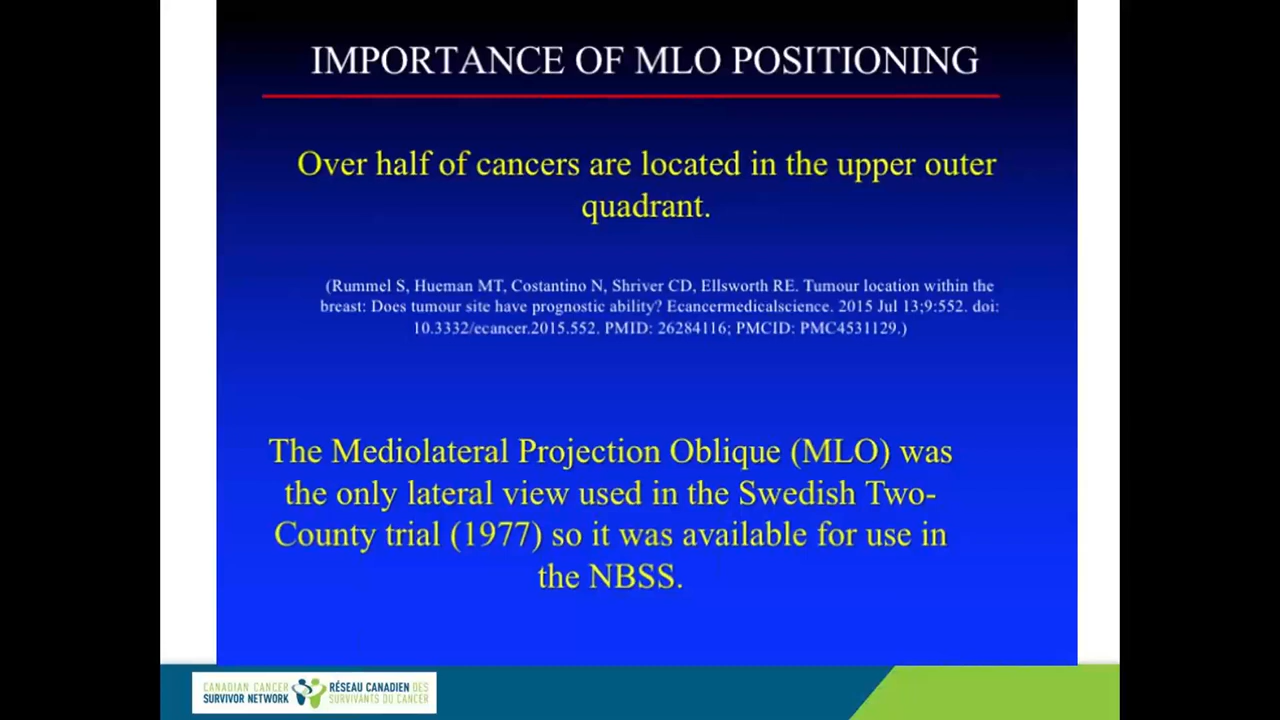 IMPORTANCE OF MLO POSITIONING
Over half of cancers are located in the upper outer
quadrant.
(Rummel S, Hueman MT, Costantino N, Shriver CD, Ellsworth RE. Tumour location within the
breast: Does tumour site have prognostic ability? Ecancermedicalscience. 2015 Jul 13;9:552. doi:
10.3332/ecancer.2015.552. PMID: 26284116; PMCID: PMC4531129.)
The Mediolateral Projection Oblique (MLO) was
the only lateral view used in the Swedish Two-
County trial (1977) so it was available for use in
the NBSS.
CANADIAN CANCER
SURVIVOR NETWORK
RÉSEAU CANADIEN DES
SURVIVANTS DU CANCER